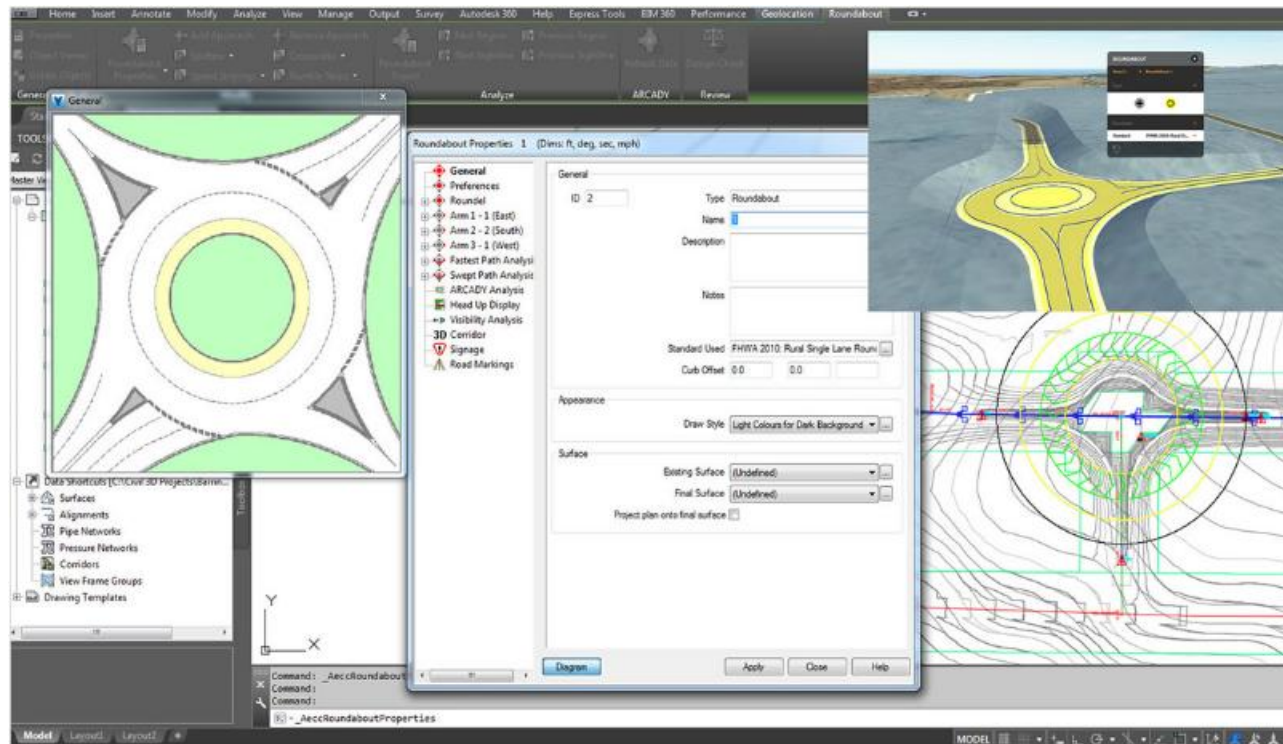 Home Insert Annotate Modify Analyze View Manage Output Survey Autodesk 360 Help Express Tools BIM 360 Performance Geolocation Roundabout
Analyze
ARCADY
Review
General
Roundabout Properties 1 (Dims: ft, deg, sec, mph)
General
Preferences
Roundel
Arm 1 - 1 (East)
Arm 2 - 2 (South)
Arm 3 - 1 (West)
Fastest Path Analysi
Swept Path Analysis
ARCADY Analysis
Head Up Display
Visibility Analysis
3D Corridor
Signage
Road Markings
General
ID 2
Type Roundabout
Name 1
Description
Notes
Standard Used FHWA 2010: Rural Single Lane Roun
Curb Offset 0.0 0.0
Appearance
Draw Style Light Colours for Dark Background
Surface
Existing Surface (Undefined)
Final Surface (Undefined)
Project plan onto final surface
Diagram
Apply
Close
Help
ROUNDABOUT
Data Shortcuts [C:\Civil 3D Projects\Barnin...
Surfaces
Alignments
Pipe Networks
Pressure Networks
Corridors
View Frame Groups
Drawing Templates
Toolbox
Y
X
Command: _AeccRoundabout
Command:
Command:
_AeccRoundaboutProperties
Model Layout1 Layout2
MODEL